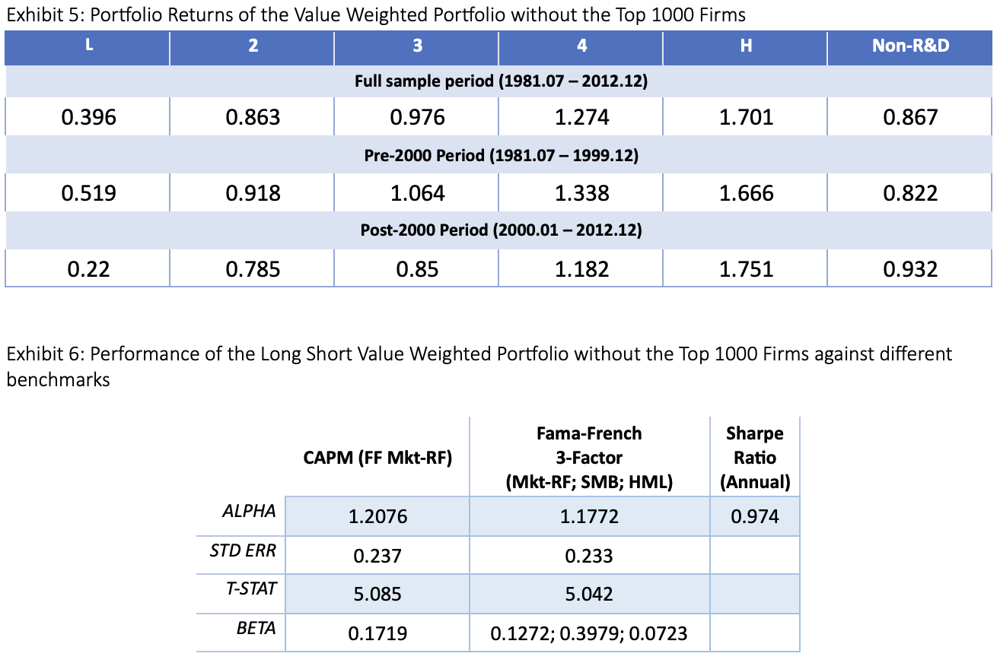 Exhibit 5: Portfolio Returns of the Value Weighted Portfolio without the Top 1000 Firms
L 2 3 4 H Non-R&D
Full sample period (1981.07 – 2012.12)
0.396 0.863 0.976 1.274 1.701 0.867
Pre-2000 Period (1981.07 – 1999.12)
0.519 0.918 1.064 1.338 1.666 0.822
Post-2000 Period (2000.01 – 2012.12)
0.22 0.785 0.85 1.182 1.751 0.932
Exhibit 6: Performance of the Long Short Value Weighted Portfolio without the Top 1000 Firms against different
benchmarks
CAPM (FF Mkt-RF)
Fama-French
3-Factor
(Mkt-RF; SMB; HML)
Sharpe
Ratio
(Annual)
ALPHA 1.2076 1.1772 0.974
STD ERR 0.237 0.233
T-STAT 5.085 5.042
BETA 0.1719 0.1272; 0.3979; 0.0723